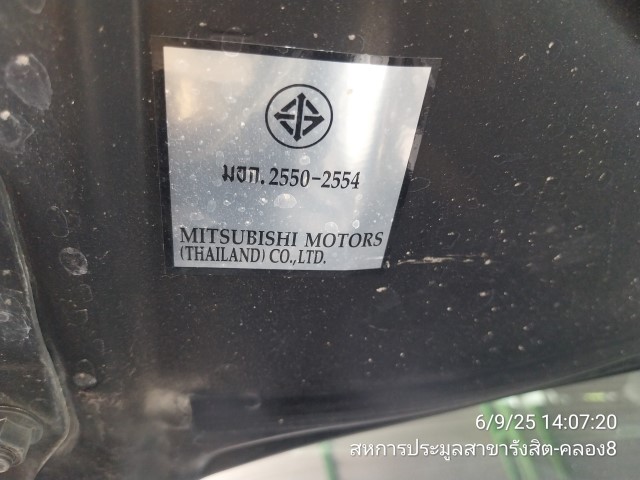 มอก. 2550-2554
MITSUBISHI MOTORS
(THAILAND) CO.,LTD.
6/9/25 14:07:20
สหการประมูลสาขารังสิต-คลอง8